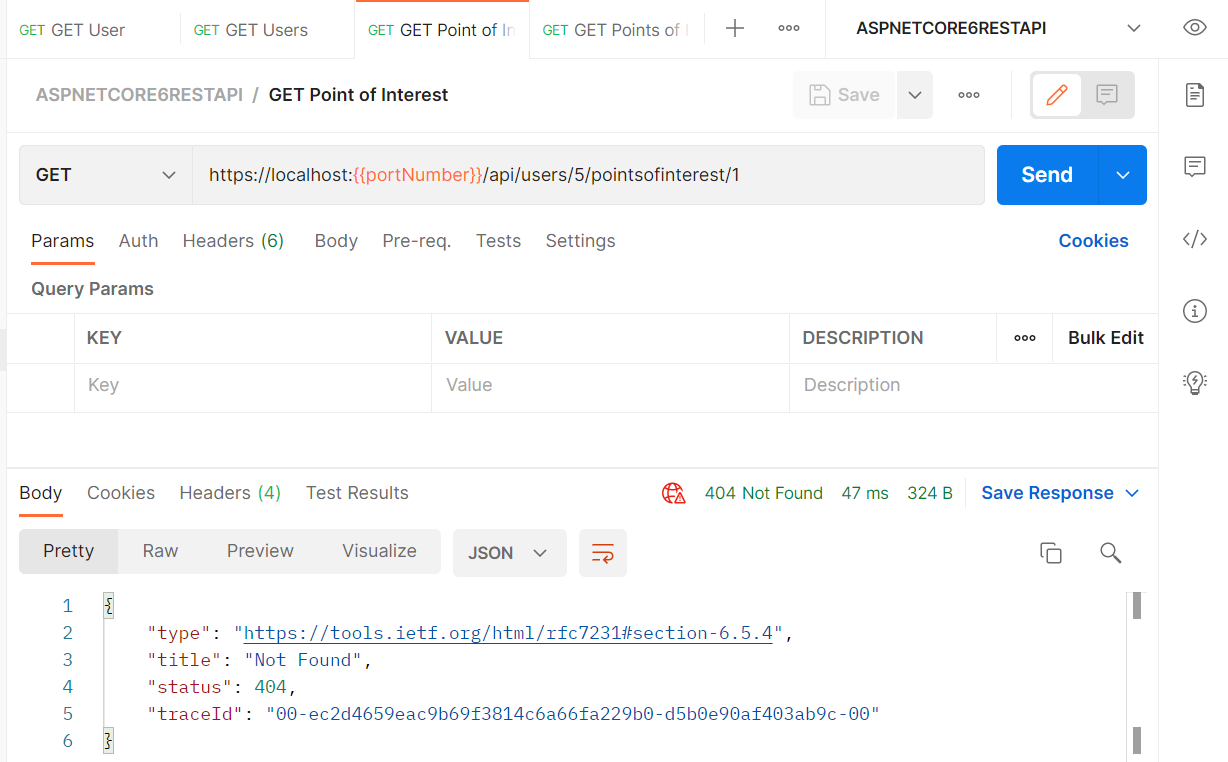 GET GET User GET GET Users GET GET Point of In GET GET Points of ASPNETCORE6RESTAPI
ASPNETCORE6RESTAPI / GET Point of Interest Save
GET https://localhost:{{portNumber}}/api/users/5/pointsofinterest/1 Send
Params Auth Headers (6) Body Pre-req. Tests Settings Cookies
Query Params
KEY VALUE DESCRIPTION Bulk Edit
Key Value Description
Body Cookies Headers (4) Test Results 404 Not Found 47 ms 324 B Save Response
Pretty Raw Preview Visualize JSON
1 {
2 "type": "https://tools.ietf.org/html/rfc7231#section-6.5.4",
3 "title": "Not Found",
4 "status": 404,
5 "traceId": "00-ec2d4659eac9b69f3814c6a66fa229b0-d5b0e90af403ab9c-00"
6 }